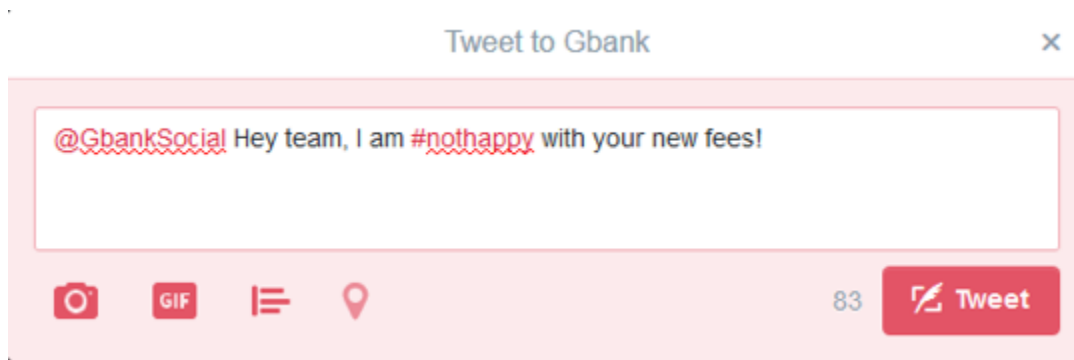 Tweet to Gbank
@GbankSocial Hey team, I am #nothappy with your new fees!
GIF
83
Tweet